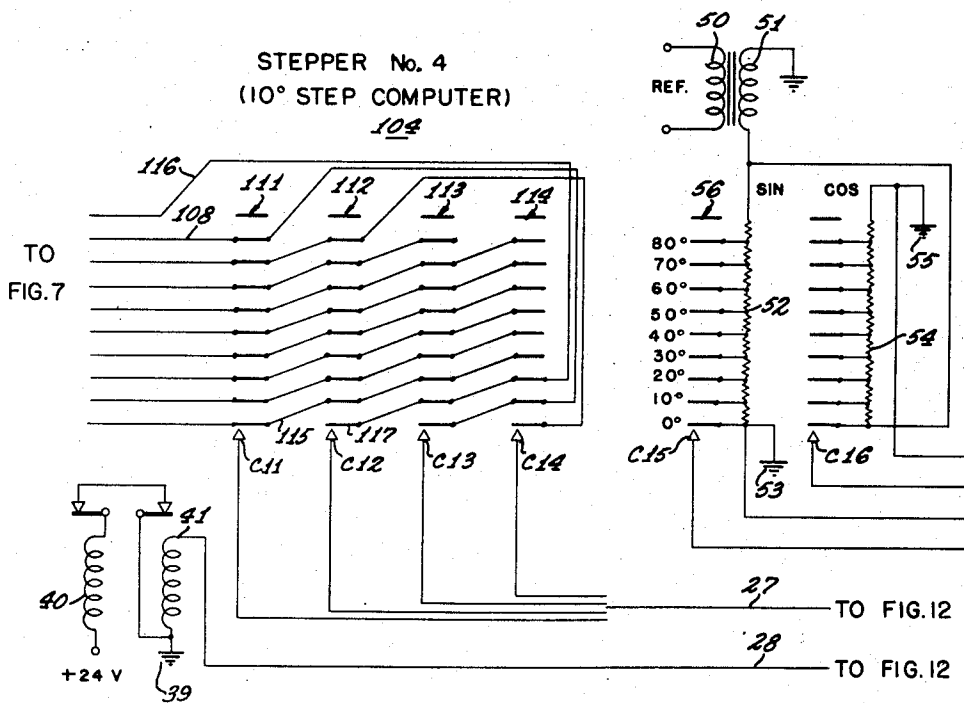 STEPPER No. 4
(10° STEP COMPUTER)
104
50
51
REF.
116
111
112
113
114
108
TO
FIG.7
56
SIN
COS
55
80°
70°
60°
50°
40°
30°
20°
10°
0°
52
54
115
117
C11
C12
C13
C14
C15
C16
53
41
40
+24 V
39
27
TO FIG.12
28
TO FIG.12